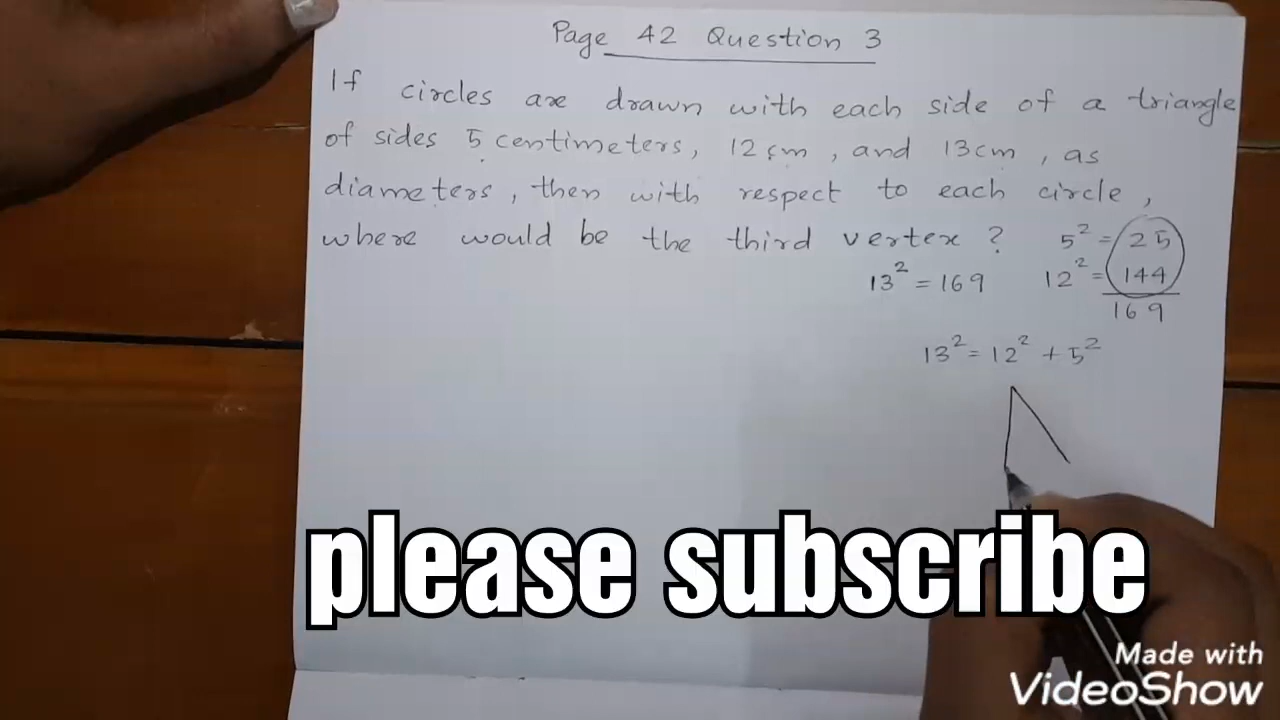 Page 42 Question 3
If circles are drawn with each side of a triangle
of sides 5 centimeters, 12 cm, and 13 cm, as
diameters, then with respect to each circle,
where would be the third vertex?
5² = 25
13² = 169
12² = 144
169
13² = 12² + 5²
please subscribe
Made with
VideoShow